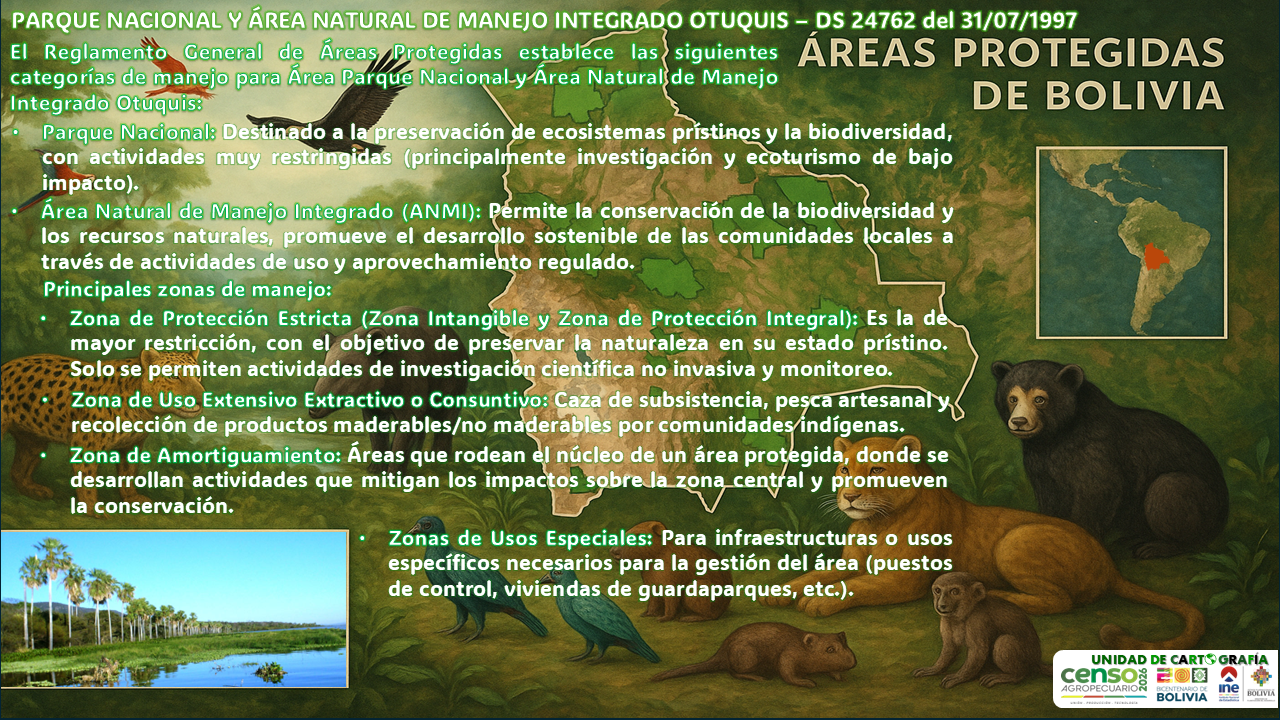 PARQUE NACIONAL Y ÁREA NATURAL DE MANEJO INTEGRADO OTUQUIS – DS 24762 del 31/07/1997
ÁREAS PROTEGIDAS
DE BOLIVIA
El Reglamento General de Áreas Protegidas establece las siguientes
categorías de manejo para Área Parque Nacional y Área Natural de Manejo
Integrado Otuquis:
• Parque Nacional: Destinado a la preservación de ecosistemas prístinos y la biodiversidad,
con actividades muy restringidas (principalmente investigación y ecoturismo de bajo
impacto).
• Área Natural de Manejo Integrado (ANMI): Permite la conservación de la biodiversidad y
los recursos naturales, promueve el desarrollo sostenible de las comunidades locales a
través de actividades de uso y aprovechamiento regulado.
Principales zonas de manejo:
• Zona de Protección Estricta (Zona Intangible y Zona de Protección Integral): Es la de
mayor restricción, con el objetivo de preservar la naturaleza en su estado prístino.
Solo se permiten actividades de investigación científica no invasiva y monitoreo.
• Zona de Uso Extensivo Extractivo o Consuntivo: Caza de subsistencia, pesca artesanal y
recolección de productos maderables/no maderables por comunidades indígenas.
• Zona de Amortiguamiento: Áreas que rodean el núcleo de un área protegida, donde se
desarrollan actividades que mitigan los impactos sobre la zona central y promueven
la conservación.
• Zonas de Usos Especiales: Para infraestructuras o usos
específicos necesarios para la gestión del área (puestos
de control, viviendas de guardaparques, etc.).
UNIDAD DE CARTOGRAFÍA
censo
AGROPECUARIO
2026
BICENTENARIO DE
BOLIVIA
ine
BOLIVIA